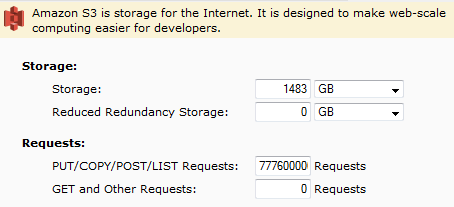 Amazon S3 is storage for the Internet. It is designed to make web-scale
computing easier for developers.
Storage:
Storage: 1483 GB
Reduced Redundancy Storage: 0 GB
Requests:
PUT/COPY/POST/LIST Requests: 77760000 Requests
GET and Other Requests: 0 Requests